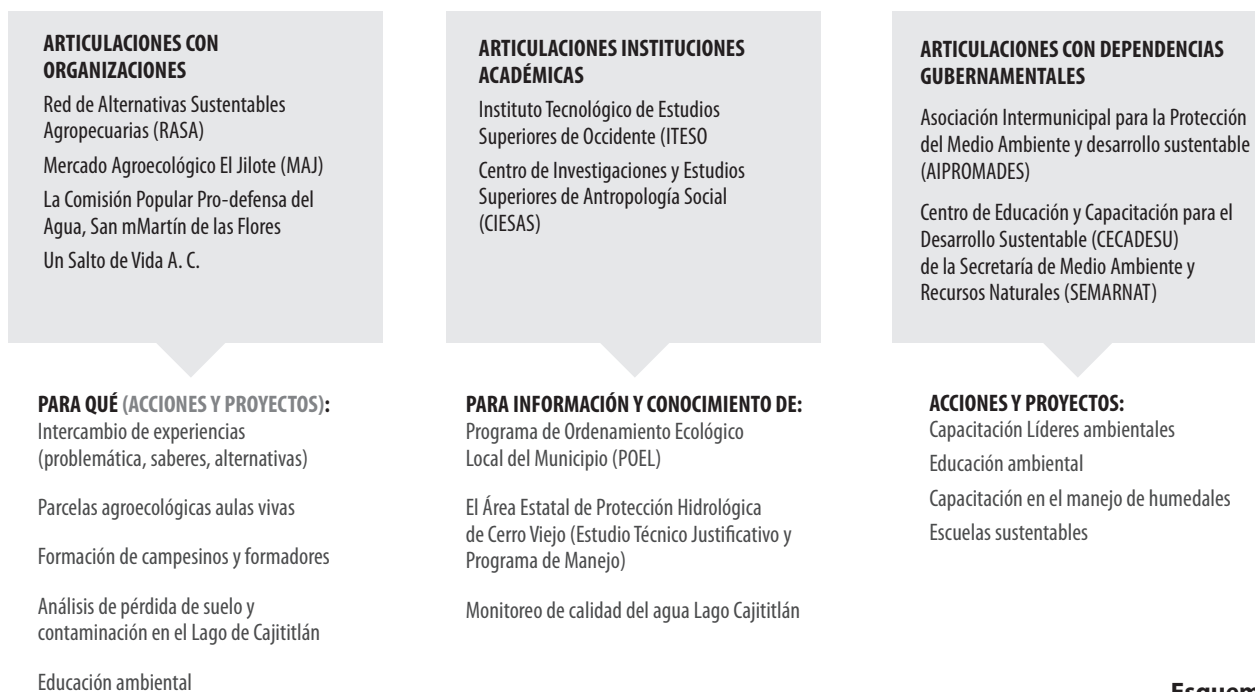 ARTICULACIONES CON
ORGANIZACIONES
Red de Alternativas Sustentables
Agropecuarias (RASA)
Mercado Agroecológico El Jilote (MAJ)
La Comisión Popular Pro-defensa del
Agua, San mMartín de las Flores
Un Salto de Vida A. C.
PARA QUÉ (ACCIONES Y PROYECTOS):
Intercambio de experiencias
(problemática, saberes, alternativas)
Parcelas agroecológicas aulas vivas
Formación de campesinos y formadores
Análisis de pérdida de suelo y
contaminación en el Lago de Cajititlán
Educación ambiental
ARTICULACIONES INSTITUCIONES
ACADÉMICAS
Instituto Tecnológico de Estudios
Superiores de Occidente (ITESO
Centro de Investigaciones y Estudios
Superiores de Antropología Social
(CIESAS)
PARA INFORMACIÓN Y CONOCIMIENTO DE:
Programa de Ordenamiento Ecológico
Local del Municipio (POEL)
El Área Estatal de Protección Hidrológica
de Cerro Viejo (Estudio Técnico Justificativo y
Programa de Manejo)
Monitoreo de calidad del agua Lago Cajititlán
ARTICULACIONES CON DEPENDENCIAS
GUBERNAMENTALES
Asociación Intermunicipal para la Protección
del Medio Ambiente y desarrollo sustentable
(AIPROMADES)
Centro de Educación y Capacitación para el
Desarrollo Sustentable (CECADESU)
de la Secretaría de Medio Ambiente y
Recursos Naturales (SEMARNAT)
ACCIONES Y PROYECTOS:
Capacitación Líderes ambientales
Educación ambiental
Capacitación en el manejo de humedales
Escuelas sustentables